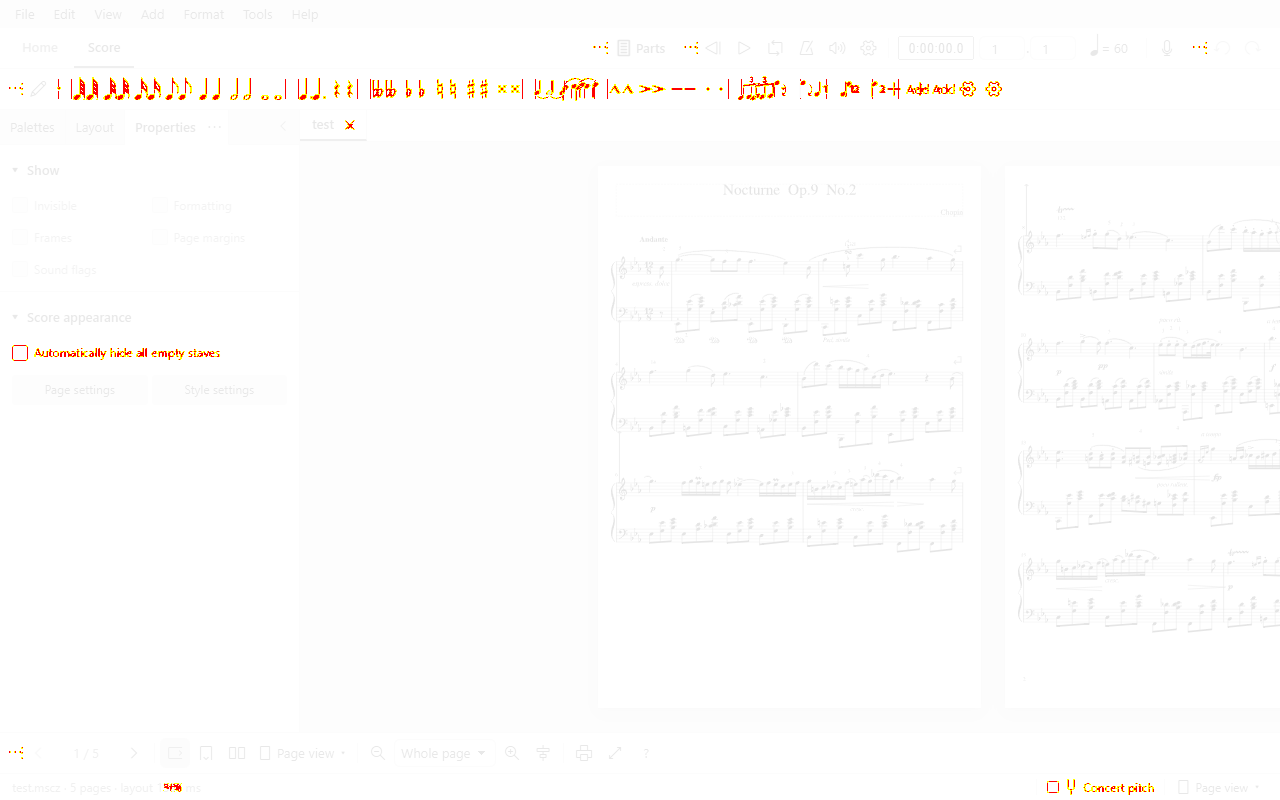 File Edit View Add Format Tools Help
Home Score Parts 0:00:00.0 1 . 1 = 60
Palettes Layout Properties
test
Show
Invisible Formatting
Frames Page margins
Sound flags
Score appearance
Automatically hide all empty staves
Page settings Style settings
Nocturne Op.9 No.2
Chopin
Andante
1 / 5 Page view Whole page ?
test.mscz · 5 pages · layout
Concert pitch Page view